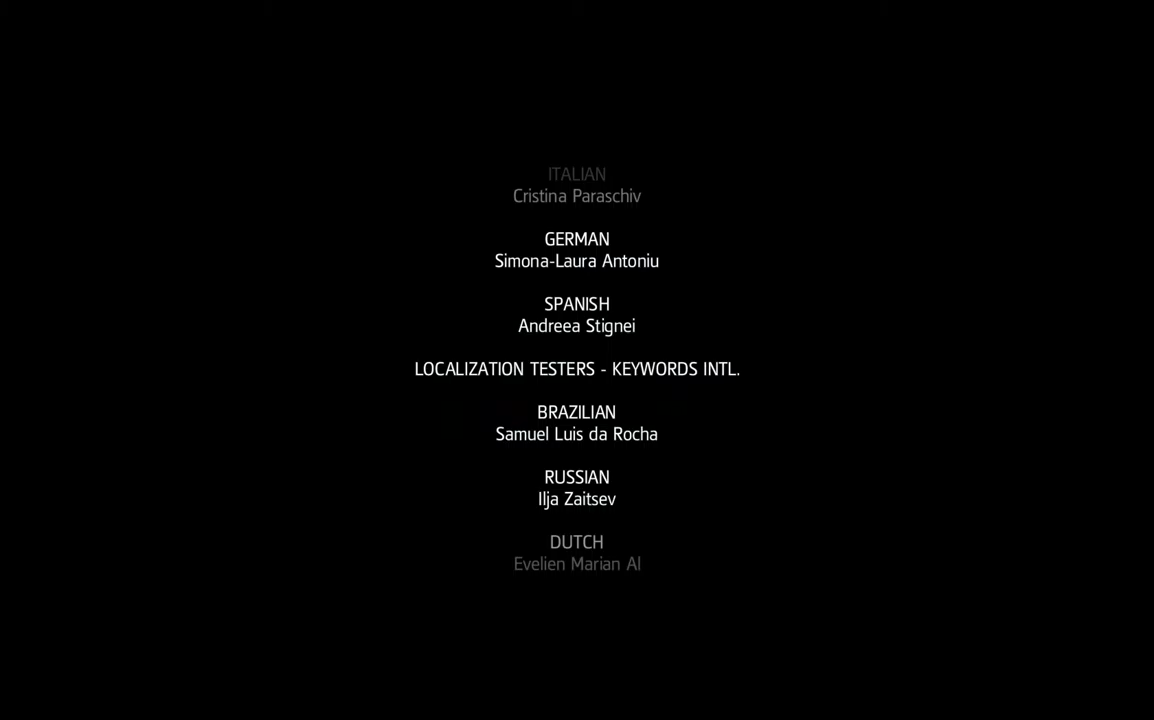 ITALIAN
Cristina Paraschiv
GERMAN
Simona-Laura Antoniu
SPANISH
Andreea Stignei
LOCALIZATION TESTERS - KEYWORDS INTL.
BRAZILIAN
Samuel Luis da Rocha
RUSSIAN
Ilja Zaitsev
DUTCH
Evelien Marian Al